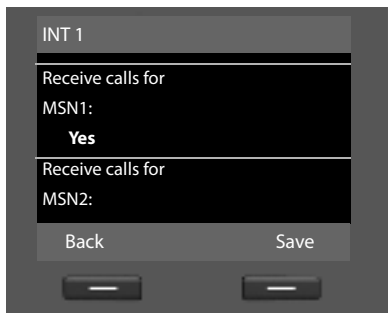 INT 1
Receive calls for
MSN1:
Yes
Receive calls for
MSN2:
Back Save